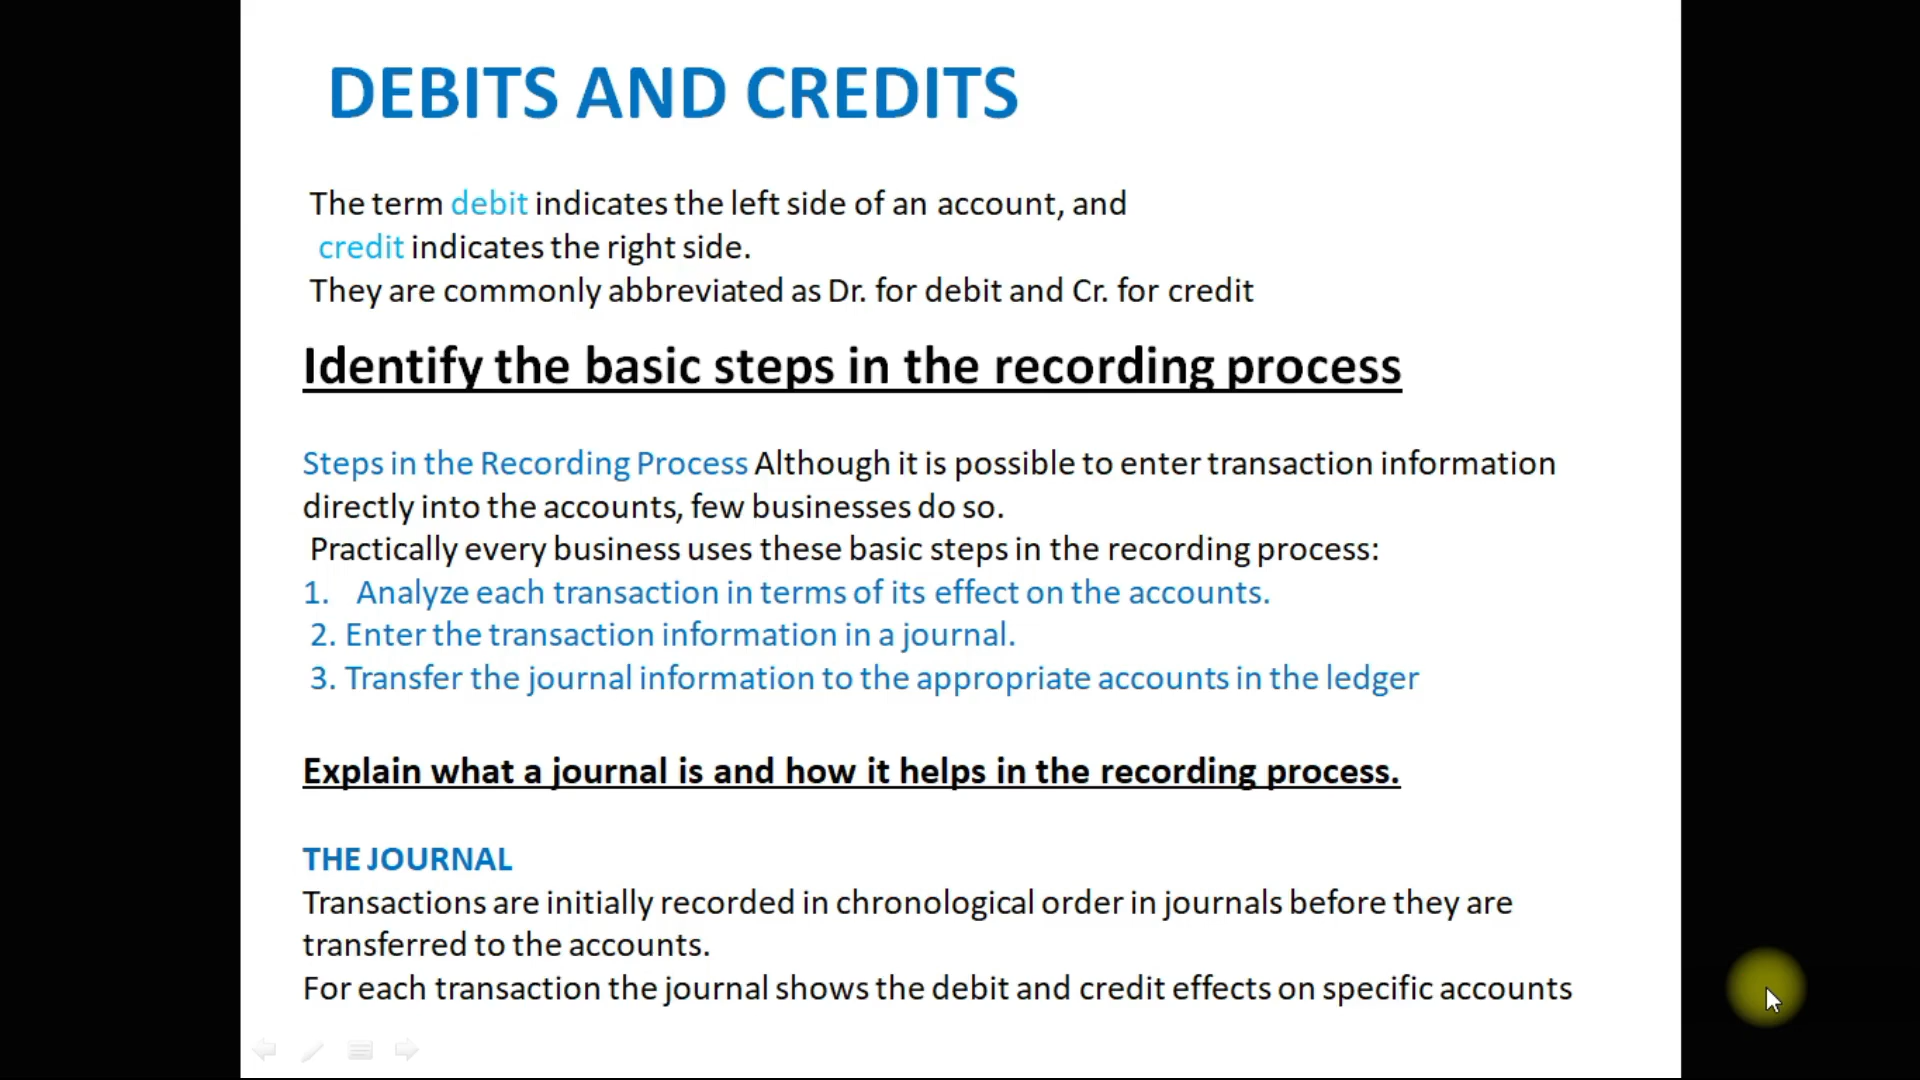 DEBITS AND CREDITS
The term debit indicates the left side of an account, and
credit indicates the right side.
They are commonly abbreviated as Dr. for debit and Cr. for credit
Identify the basic steps in the recording process
Steps in the Recording Process Although it is possible to enter transaction information
directly into the accounts, few businesses do so.
Practically every business uses these basic steps in the recording process:
1. Analyze each transaction in terms of its effect on the accounts.
2. Enter the transaction information in a journal.
3. Transfer the journal information to the appropriate accounts in the ledger
Explain what a journal is and how it helps in the recording process.
THE JOURNAL
Transactions are initially recorded in chronological order in journals before they are
transferred to the accounts.
For each transaction the journal shows the debit and credit effects on specific accounts